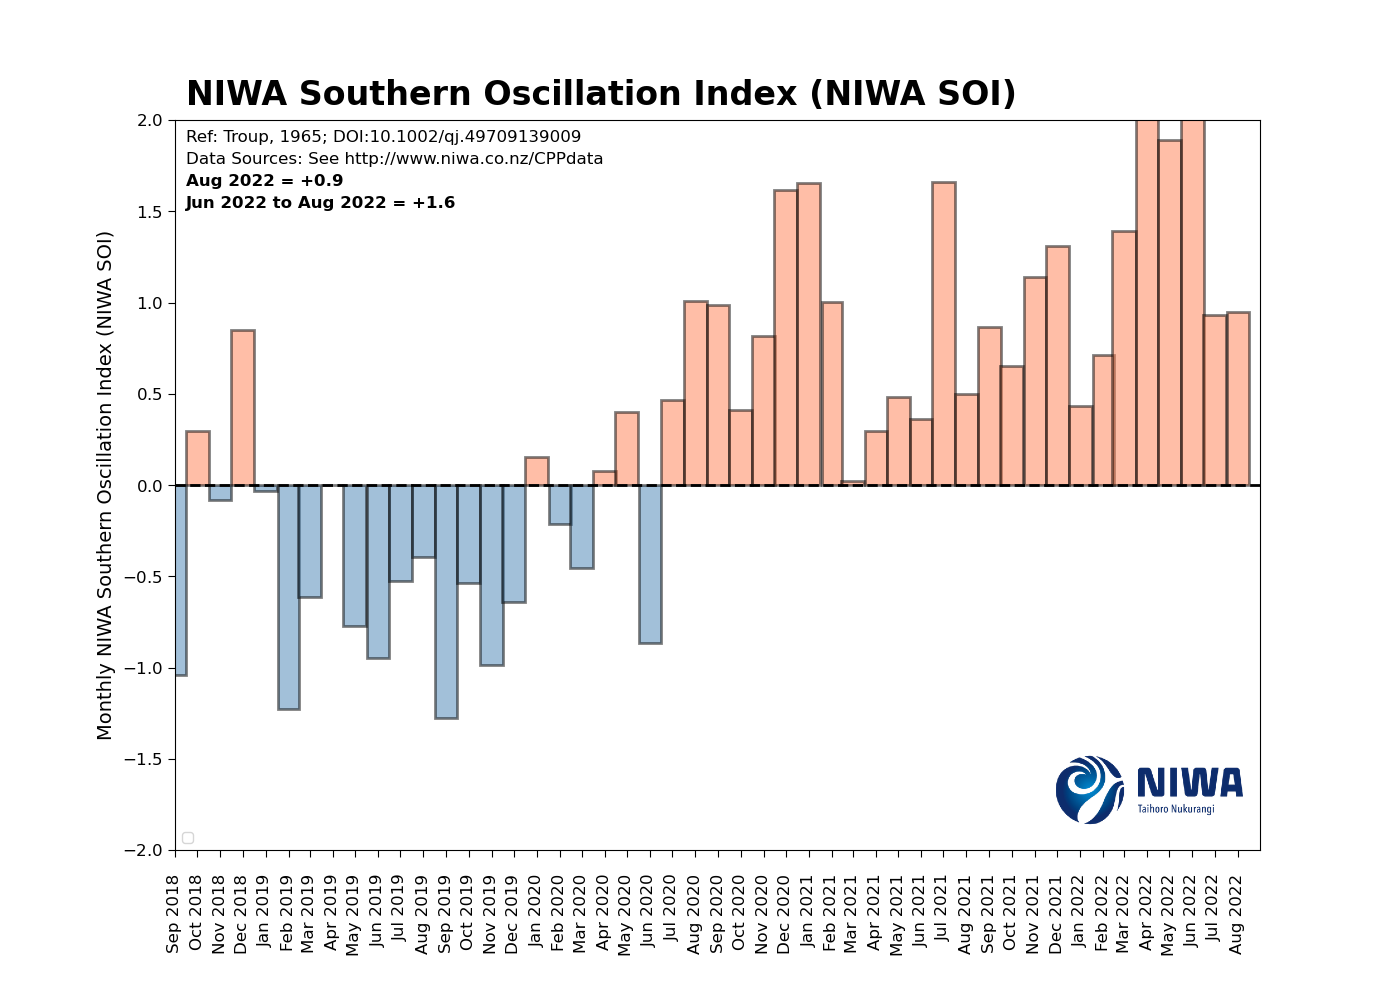 NIWA Southern Oscillation Index (NIWA SOI)
Ref: Troup, 1965; DOI:10.1002/qj.49709139009
Data Sources: See http://www.niwa.co.nz/CPPdata
Aug 2022 = +0.9
Jun 2022 to Aug 2022 = +1.6
Monthly NIWA Southern Oscillation Index (NIWA SOI)
2.0
1.5
1.0
0.5
0.0
−0.5
−1.0
−1.5
−2.0
NIWA
Taihoro Nukurangi
Sep 2018
Oct 2018
Nov 2018
Dec 2018
Jan 2019
Feb 2019
Mar 2019
Apr 2019
May 2019
Jun 2019
Jul 2019
Aug 2019
Sep 2019
Oct 2019
Nov 2019
Dec 2019
Jan 2020
Feb 2020
Mar 2020
Apr 2020
May 2020
Jun 2020
Jul 2020
Aug 2020
Sep 2020
Oct 2020
Nov 2020
Dec 2020
Jan 2021
Feb 2021
Mar 2021
Apr 2021
May 2021
Jun 2021
Jul 2021
Aug 2021
Sep 2021
Oct 2021
Nov 2021
Dec 2021
Jan 2022
Feb 2022
Mar 2022
Apr 2022
May 2022
Jun 2022
Jul 2022
Aug 2022